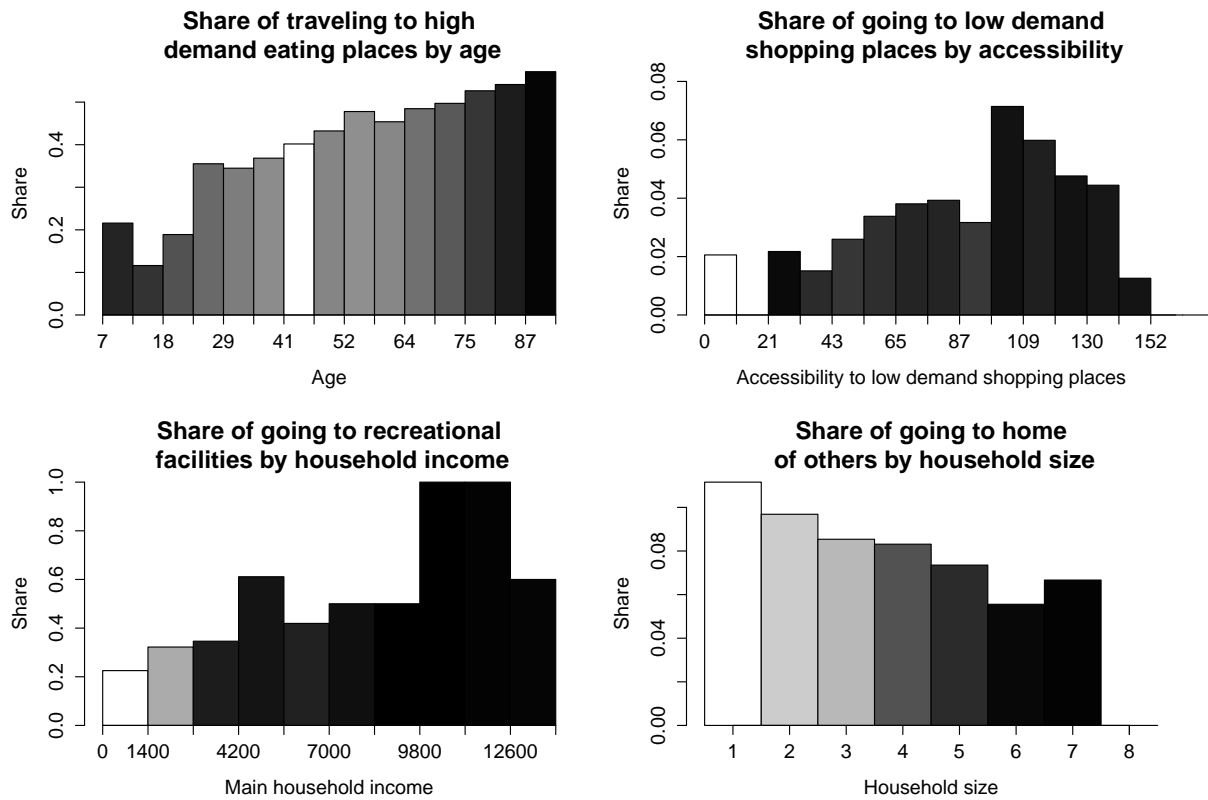 Share of traveling to high
demand eating places by age
Share
0.0 0.2 0.4
7 18 29 41 52 64 75 87
Age
Share of going to low demand
shopping places by accessibility
Share
0.00 0.02 0.04 0.06 0.08
0 21 43 65 87 109 130 152
Accessibility to low demand shopping places
Share of going to recreational
facilities by household income
Share
0.0 0.2 0.4 0.6 0.8 1.0
0 1400 4200 7000 9800 12600
Main household income
Share of going to home
of others by household size
Share
0.00 0.04 0.08
1 2 3 4 5 6 7 8
Household size